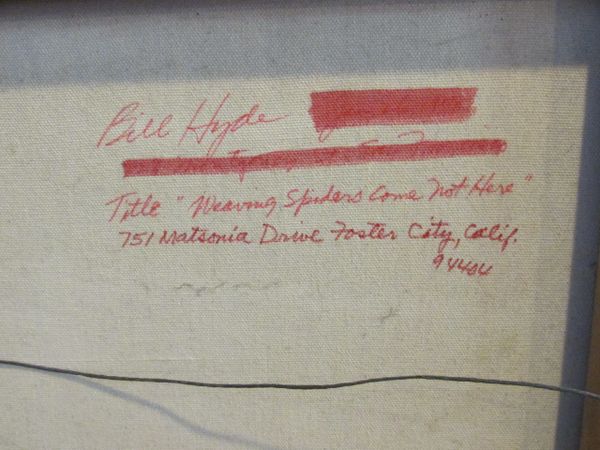 Bill Hyde
Title "Weaving Spiders Come Not Here"
751 Matsonia Drive Foster City, Calif.
94404